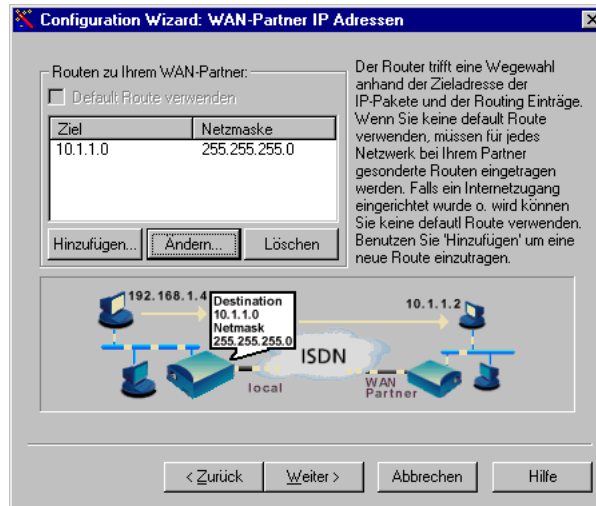 Configuration Wizard: WAN-Partner IP Adressen
Routen zu Ihrem WAN-Partner:
Default Route verwenden
Ziel Netzmaske
10.1.1.0 255.255.255.0
Hinzufügen... Ändern... Löschen
Der Router trifft eine Wegewahl
anhand der Zieladresse der
IP-Pakete und der Routing Einträge.
Wenn Sie keine default Route
verwenden, müssen für jedes
Netzwerk bei Ihrem Partner
gesonderte Routen eingetragen
werden. Falls ein Internetzugang
eingerichtet wurde o. wird können
Sie keine defautl Route verwenden.
Benutzen Sie 'Hinzufügen' um eine
neue Route einzutragen.
192.168.1.4
Destination
10.1.1.0
Netmask
255.255.255.0
10.1.1.2
ISDN
local
WAN
Partner
< Zurück Weiter > Abbrechen Hilfe